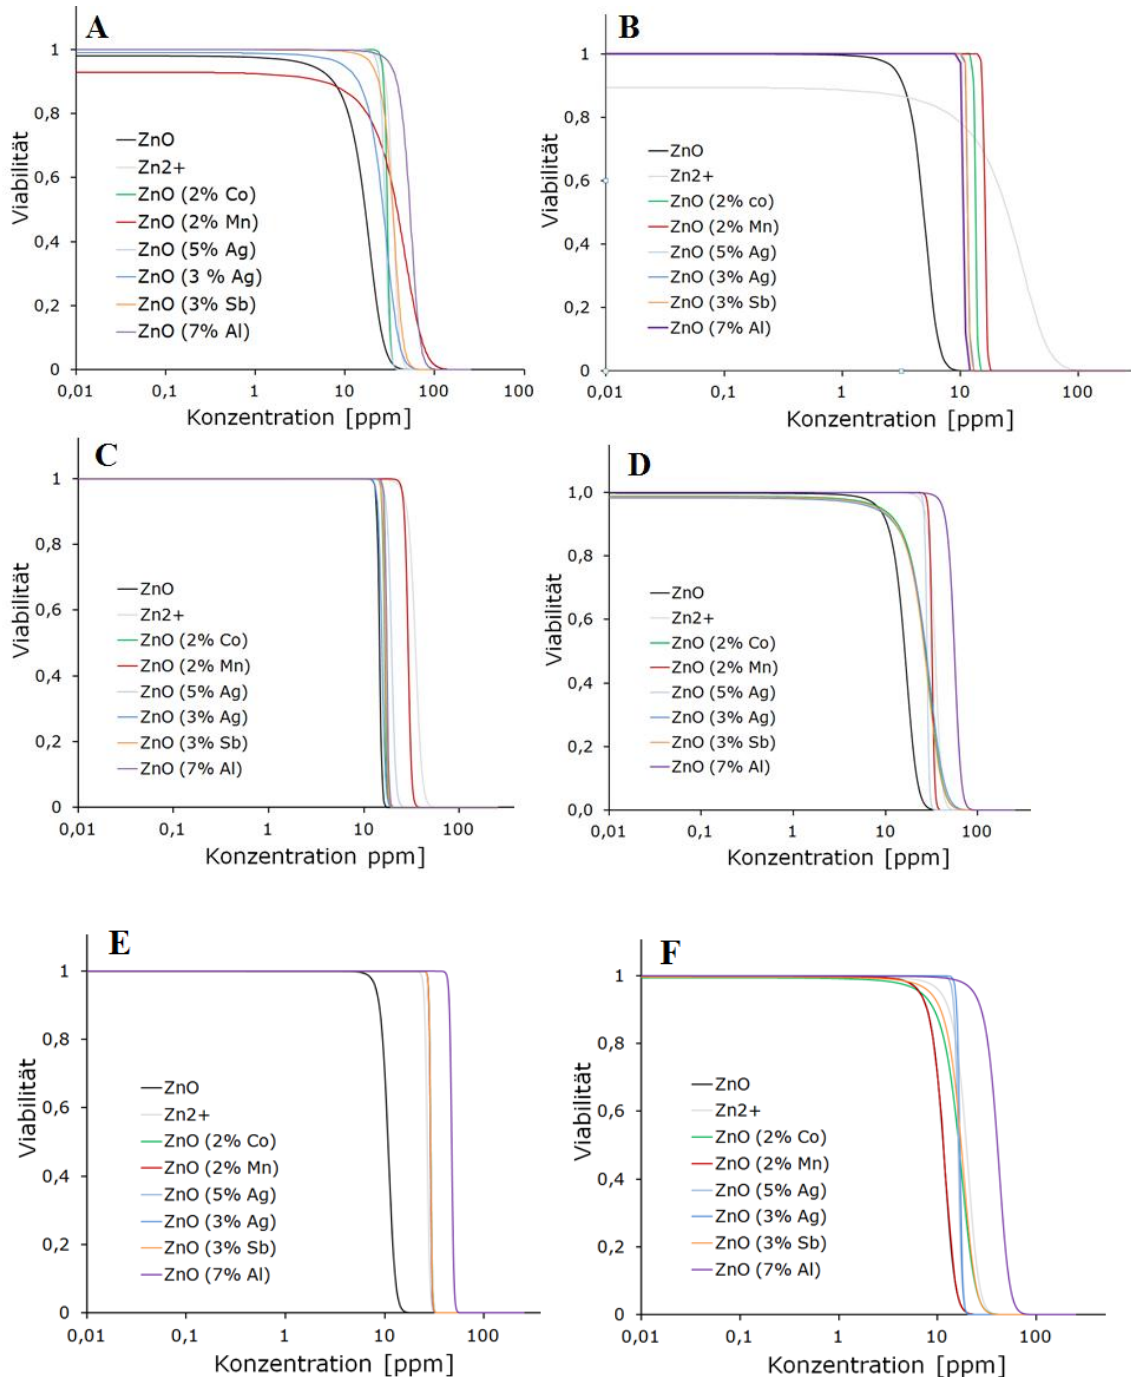 A
Viabilität
1
0,8
0,6
0,4
0,2
0
ZnO
Zn2+
ZnO (2% Co)
ZnO (2% Mn)
ZnO (5% Ag)
ZnO (3 % Ag)
ZnO (3% Sb)
ZnO (7% Al)
0,01 0,1 1 10 100 100
Konzentration [ppm]
B
Viabilität
1
0,8
0,6
0,4
0,2
0
ZnO
Zn2+
ZnO (2% co)
ZnO (2% Mn)
ZnO (5% Ag)
ZnO (3% Ag)
ZnO (3% Sb)
ZnO (7% Al)
0,01 0,1 1 10 100
Konzentration [ppm]
C
Viabilität
1
0,8
0,6
0,4
0,2
0
ZnO
Zn2+
ZnO (2% Co)
ZnO (2% Mn)
ZnO (5% Ag)
ZnO (3% Ag)
ZnO (3% Sb)
ZnO (7% Al)
0,01 0,1 1 10 100
Konzentration ppm]
D
Viabilität
1,0
0,8
0,6
0,4
0,2
0,0
ZnO
Zn2+
ZnO (2% Co)
ZnO (2% Mn)
ZnO (5% Ag)
ZnO (3% Ag)
ZnO (3% Sb)
ZnO (7% Al)
0,01 0,1 1 10 100
Konzentration [ppm]
E
Viabilität
1
0,8
0,6
0,4
0,2
0
ZnO
Zn2+
ZnO (2% Co)
ZnO (2% Mn)
ZnO (5% Ag)
ZnO (3% Ag)
ZnO (3% Sb)
ZnO (7% Al)
0,01 0,1 1 10 100
Konzentration [ppm]
F
Viabilität
1
0,8
0,6
0,4
0,2
0
ZnO
Zn2+
ZnO (2% Co)
ZnO (2% Mn)
ZnO (5% Ag)
ZnO (3% Ag)
ZnO (3% Sb)
ZnO (7% Al)
0,01 0,1 1 10 100
Konzentration [ppm]